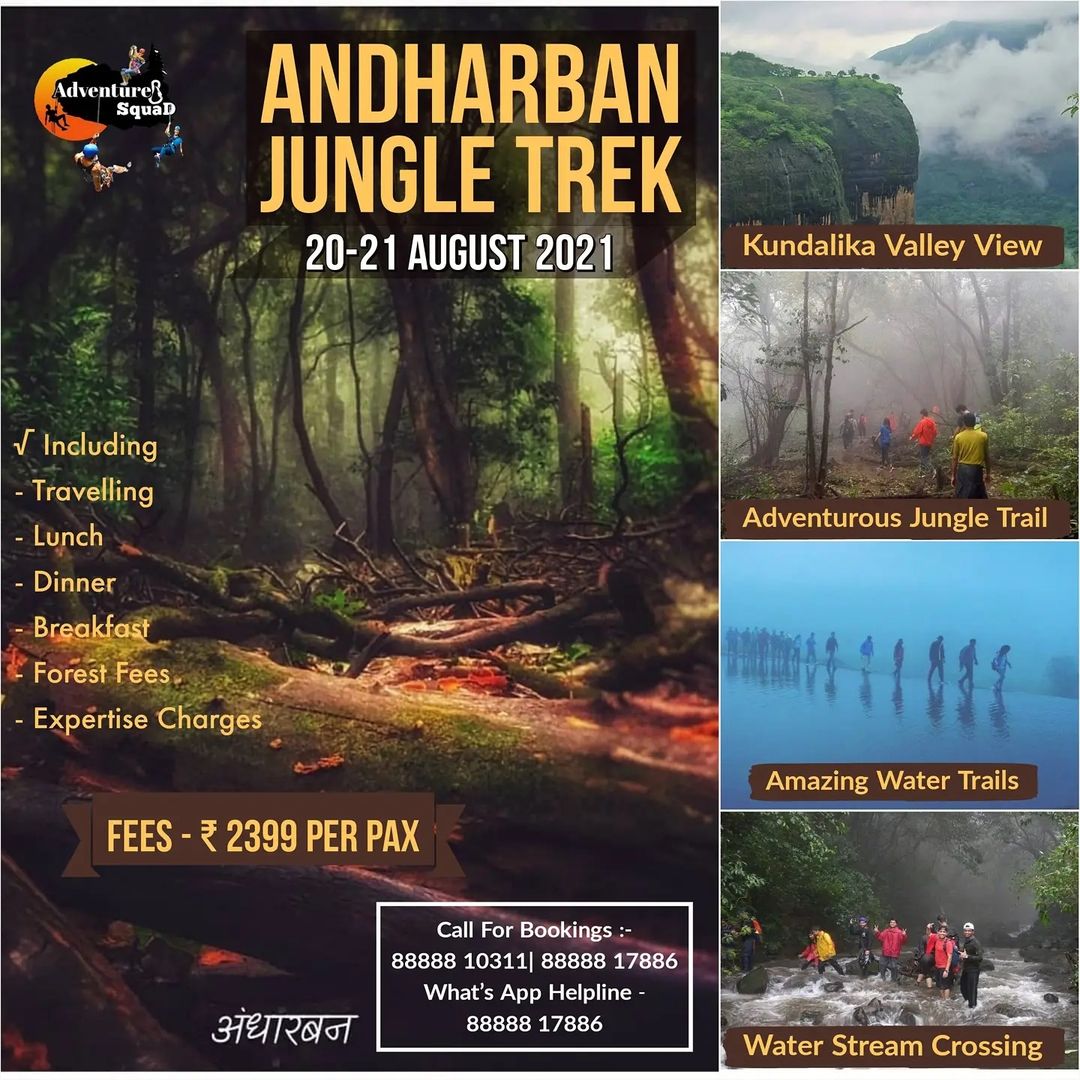 Adventure
SquaD
ANDHARBAN
JUNGLE TREK
20-21 AUGUST 2021
√ Including
- Travelling
- Lunch
- Dinner
- Breakfast
- Forest Fees
- Expertise Charges
FEES - ₹ 2399 PER PAX
Call For Bookings :-
88888 10311| 88888 17886
What's App Helpline -
88888 17886
अंधारबन
Kundalika Valley View
Adventurous Jungle Trail
Amazing Water Trails
Water Stream Crossing